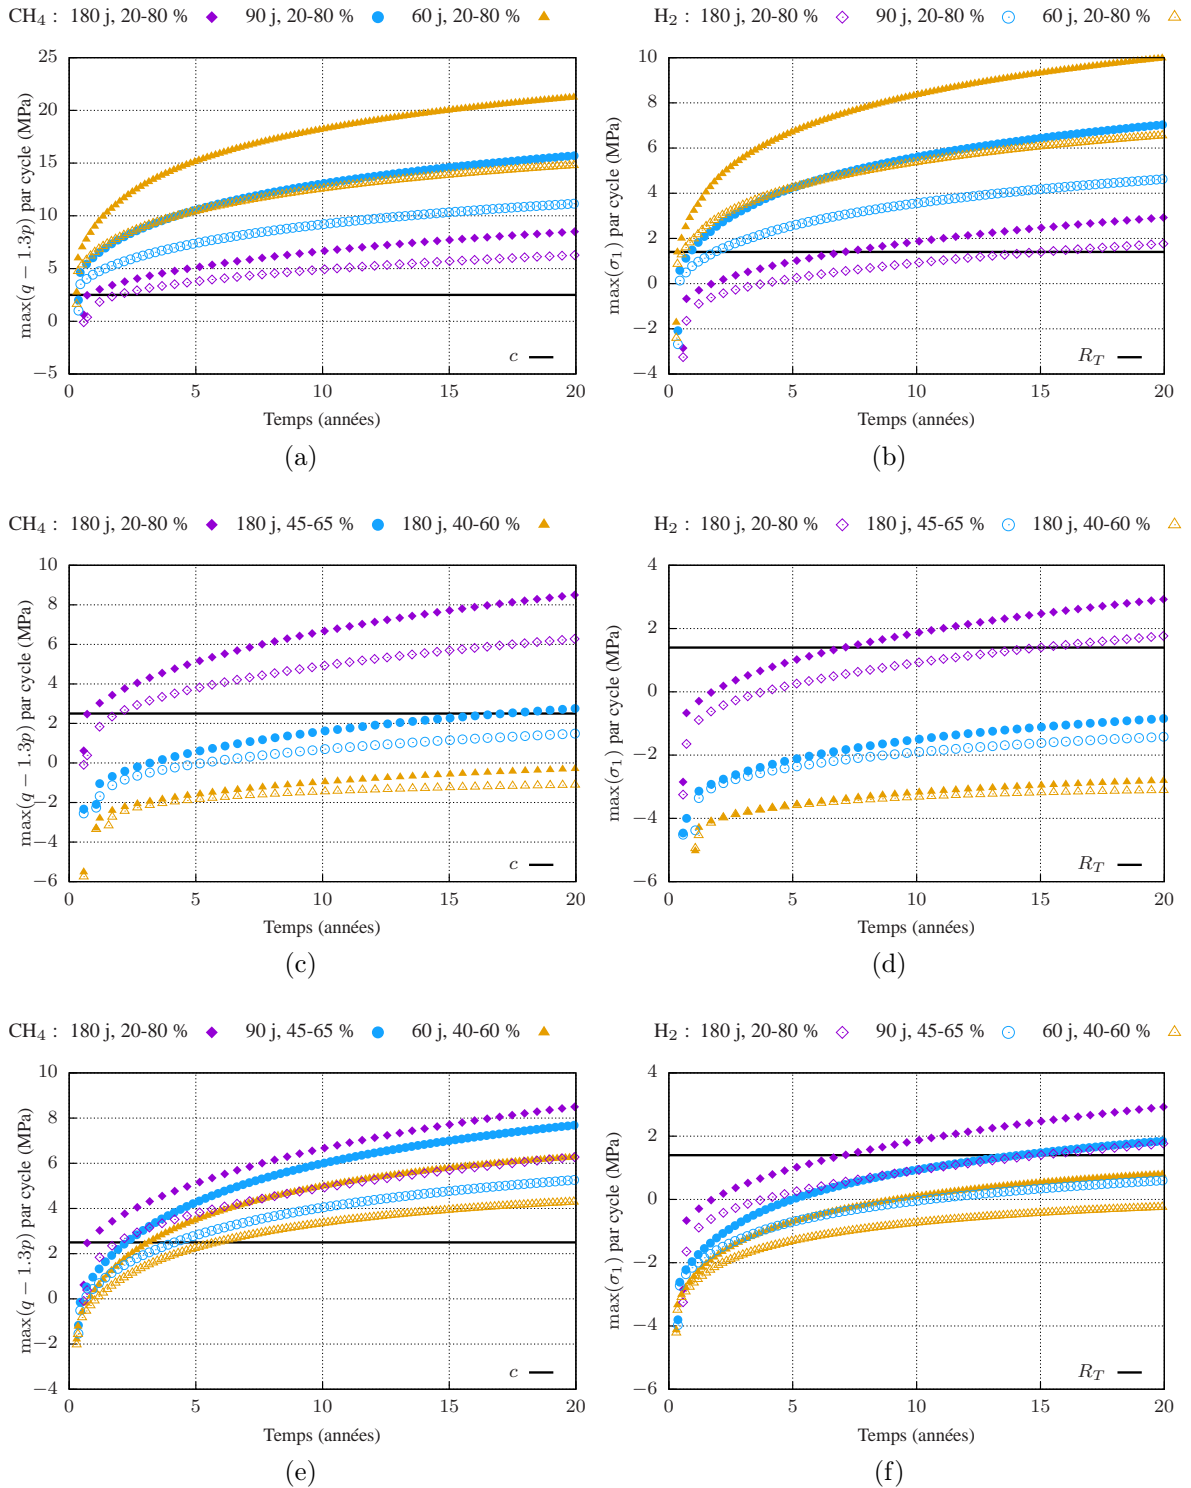 CH4 : 180 j, 20-80 % 90 j, 20-80 % 60 j, 20-80 %
max(q − 1.3p) par cycle (MPa)
25
20
15
10
5
0
−5
c
0 5 10 15 20
Temps (années)
(a)
H2 : 180 j, 20-80 % 90 j, 20-80 % 60 j, 20-80 %
max(σ1) par cycle (MPa)
10
8
6
4
2
0
−2
−4
RT
0 5 10 15 20
Temps (années)
(b)
CH4 : 180 j, 20-80 % 180 j, 45-65 % 180 j, 40-60 %
max(q − 1.3p) par cycle (MPa)
10
8
6
4
2
0
−2
−4
−6
c
0 5 10 15 20
Temps (années)
(c)
H2 : 180 j, 20-80 % 180 j, 45-65 % 180 j, 40-60 %
max(σ1) par cycle (MPa)
4
2
0
−2
−4
−6
RT
0 5 10 15 20
Temps (années)
(d)
CH4 : 180 j, 20-80 % 90 j, 45-65 % 60 j, 40-60 %
max(q − 1.3p) par cycle (MPa)
10
8
6
4
2
0
−2
−4
c
0 5 10 15 20
Temps (années)
(e)
H2 : 180 j, 20-80 % 90 j, 45-65 % 60 j, 40-60 %
max(σ1) par cycle (MPa)
4
2
0
−2
−4
−6
RT
0 5 10 15 20
Temps (années)
(f)